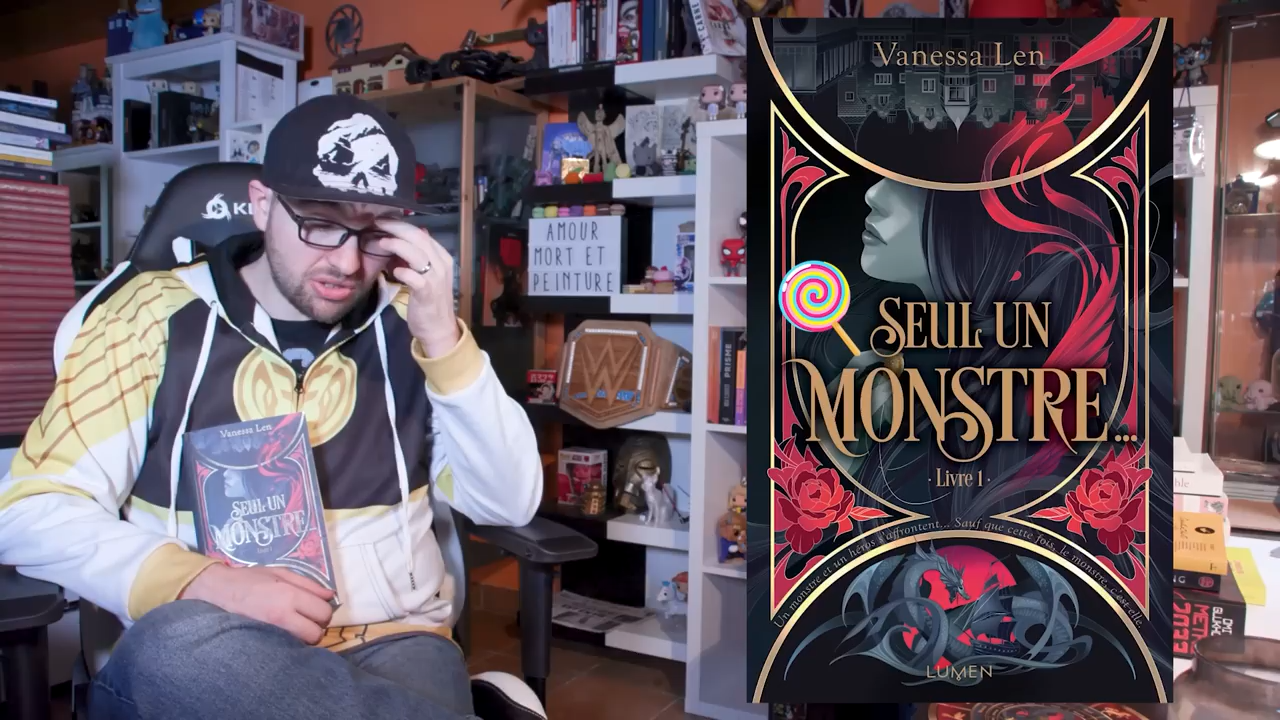 Vanessa Len
SEUL UN
MONSTRE...
· Livre 1 ·
Un monstre et un héros s'affrontent... Sauf que cette fois, le monstre, c'est elle.
LUMEN
AMOUR
MORT ET
PEINTURE
Vanessa Len
SEUL UN
MONSTRE...
PRISME
W